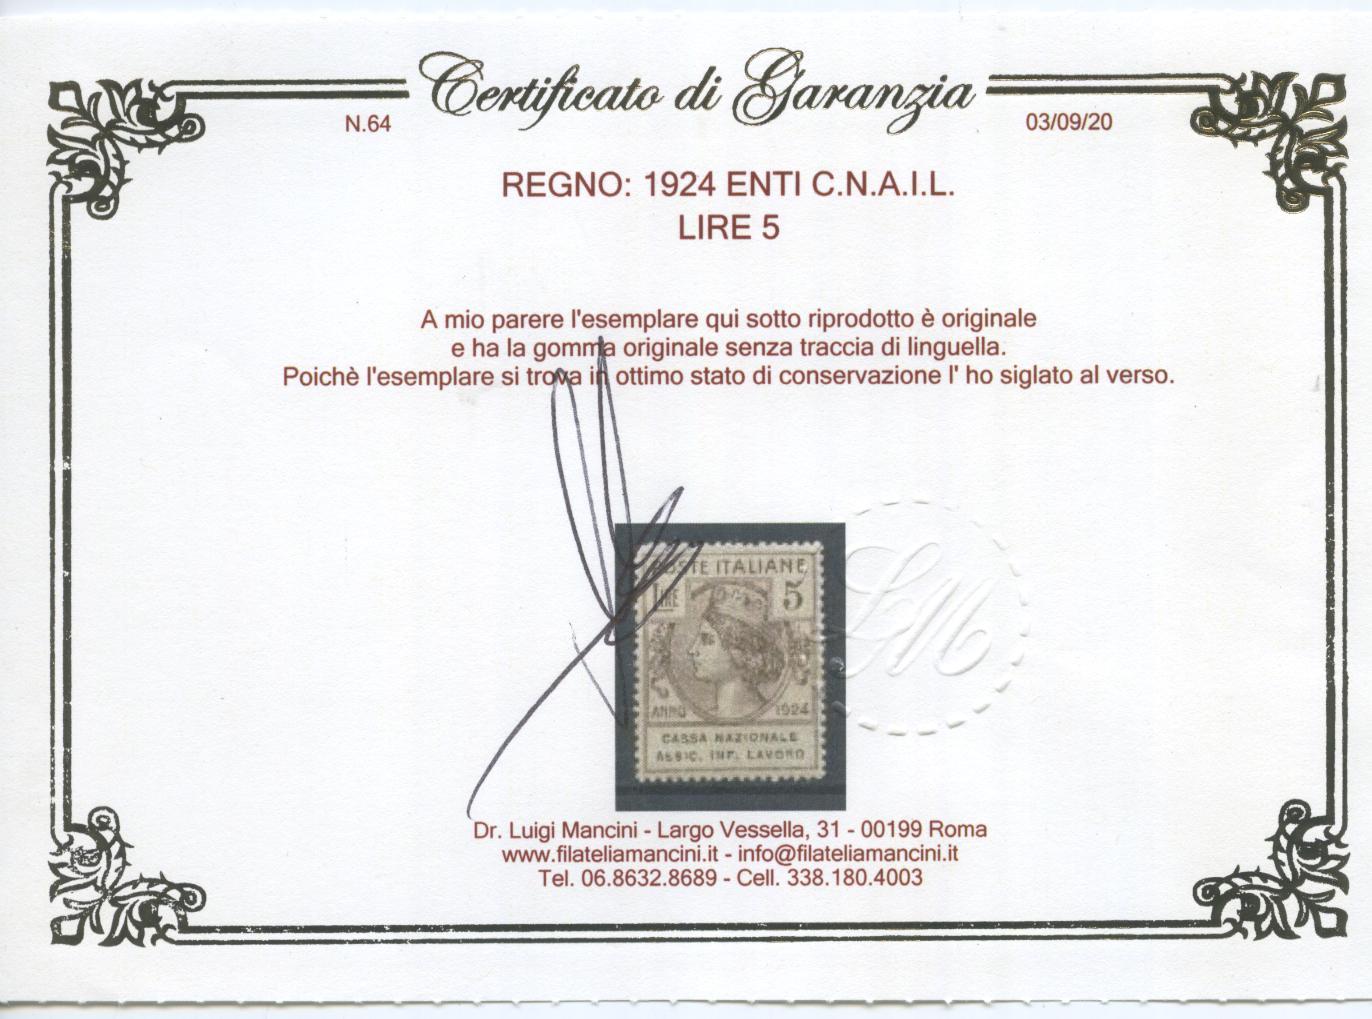 Certificato di Garanzia
N.64
03/09/20
REGNO: 1924 ENTI C.N.A.I.L.
LIRE 5
A mio parere l'esemplare qui sotto riprodotto è originale
e ha la gomma originale senza traccia di linguella.
Poichè l'esemplare si trova in ottimo stato di conservazione l' ho siglato al verso.
POSTE ITALIANE
LIRE 5
ANNO 1924
CASSA NAZIONALE
ASSIC. INF. LAVORO
LM
Dr. Luigi Mancini - Largo Vessella, 31 - 00199 Roma
www.filateliamancini.it - info@filateliamancini.it
Tel. 06.8632.8689 - Cell. 338.180.4003